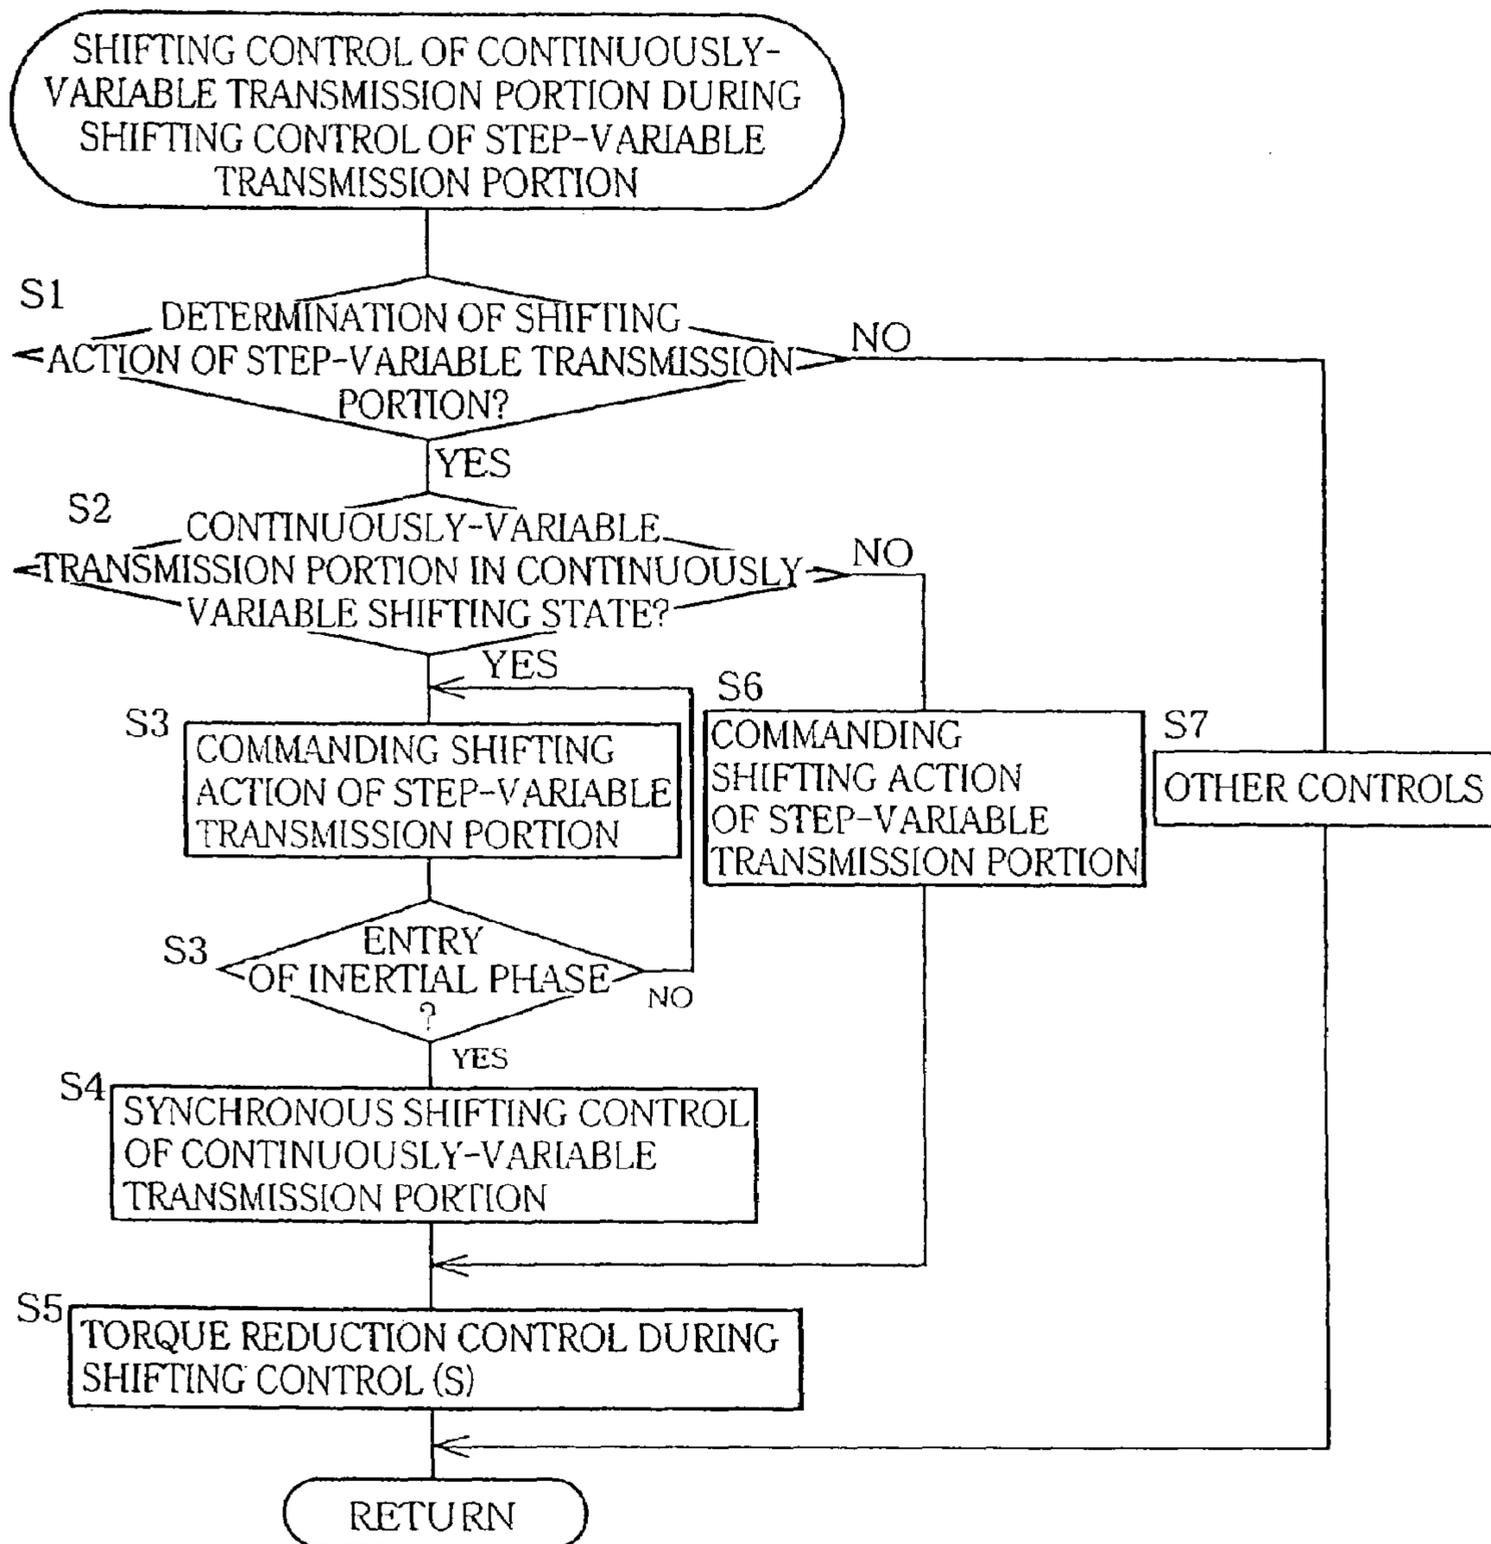 SHIFTING CONTROL OF CONTINUOUSLY-
VARIABLE TRANSMISSION PORTION DURING
SHIFTING CONTROL OF STEP-VARIABLE
TRANSMISSION PORTION
S1
DETERMINATION OF SHIFTING
ACTION OF STEP-VARIABLE TRANSMISSION
PORTION?
NO
YES
S2
CONTINUOUSLY-VARIABLE
TRANSMISSION PORTION IN CONTINUOUSLY
VARIABLE SHIFTING STATE?
NO
YES
S3
COMMANDING SHIFTING
ACTION OF STEP-VARIABLE
TRANSMISSION PORTION
S6
COMMANDING
SHIFTING ACTION
OF STEP-VARIABLE
TRANSMISSION PORTION
S7
OTHER CONTROLS
S3
ENTRY
OF INERTIAL PHASE
?
NO
YES
S4
SYNCHRONOUS SHIFTING CONTROL
OF CONTINUOUSLY-VARIABLE
TRANSMISSION PORTION
S5
TORQUE REDUCTION CONTROL DURING
SHIFTING CONTROL (S)
RETURN